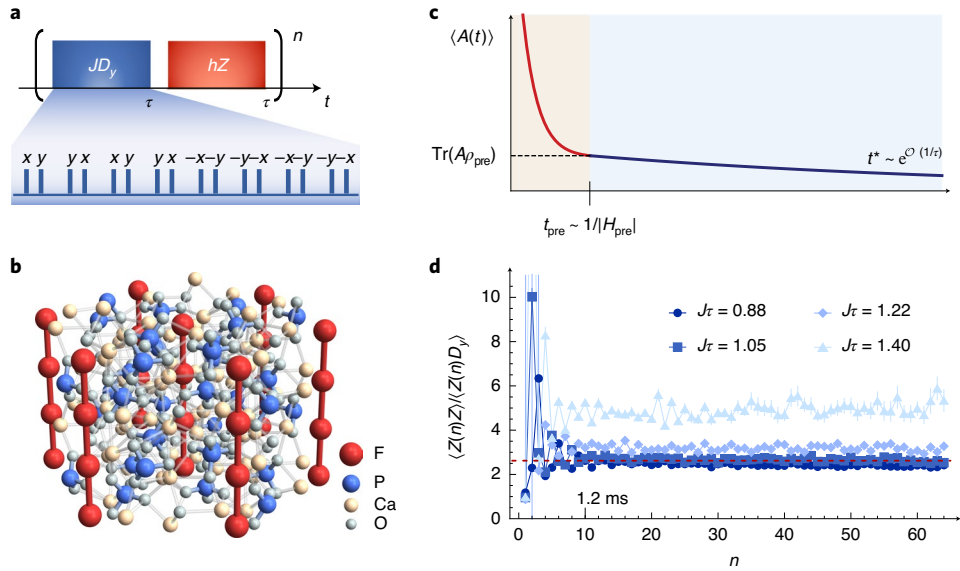 a
JD_y
hZ
n
τ
τ
t
x y y x x y y x −x−y −y−x −x−y −y−x
b
F
P
Ca
O
c
⟨A(t)⟩
Tr(Aρ_pre)
t* ~ e^𝒪(1/τ)
t_pre ~ 1/|H_pre|
d
⟨Z(n)Z⟩/⟨Z(n)D_y⟩
10
8
6
4
2
0
Jτ = 0.88
Jτ = 1.22
Jτ = 1.05
Jτ = 1.40
1.2 ms
0 10 20 30 40 50 60
n